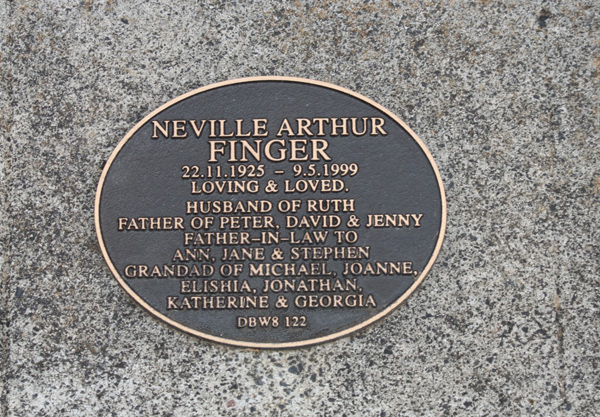 NEVILLE ARTHUR
FINGER
22.11.1925 – 9.5.1999
LOVING & LOVED.
HUSBAND OF RUTH
FATHER OF PETER, DAVID & JENNY
FATHER–IN–LAW TO
ANN, JANE & STEPHEN
GRANDAD OF MICHAEL, JOANNE,
ELISHIA, JONATHAN,
KATHERINE & GEORGIA
DBW8 122